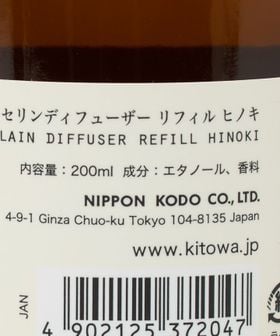 セリンディフューザー リフィル ヒノキ
LAIN DIFFUSER REFILL HINOKI
内容量：200ml 成分：エタノール、香料
NIPPON KODO CO.,LTD.
4-9-1 Ginza Chuo-ku Tokyo 104-8135 Japan
www.kitowa.jp/
JAN
4 902125 372047